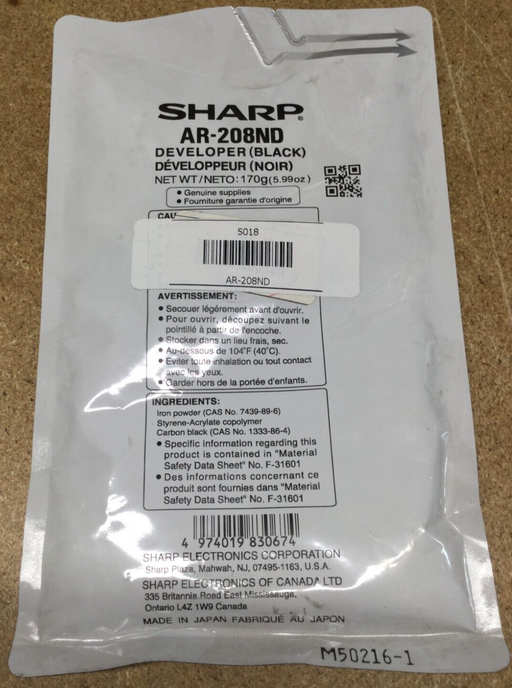 SHARP®
AR-208ND
DEVELOPER (BLACK)
DÉVELOPPEUR (NOIR)
NET WT/NETO: 170g(5.99oz)
• Genuine supplies
• Fourniture garantie d'origine
CAU
S018
AR-208ND
AVERTISSEMENT:
• Secouer légérement avant d'ouvrir.
• Pour ouvrir, découpez suivant le
pointillé à partir de l'encoche.
• Stocker dans un lieu frais, sec.
• Au-dessous de 104°F (40°C).
• Eviter toute inhalation ou tout contact
avec les yeux.
• Garder hors de la portée d'enfants.
INGREDIENTS:
Iron powder (CAS No. 7439-89-6)
Styrene-Acrylate copolymer
Carbon black (CAS No. 1333-86-4)
• Specific information regarding this
product is contained in "Material
Safety Data Sheet" No. F-31601
• Des informations concernant ce
produit sont fournies dans "Material
Safety Data Sheet" No. F-31601
4 974019 830674
SHARP ELECTRONICS CORPORATION
Sharp Plaza, Mahwah, NJ, 07495-1163, U.S.A.
SHARP ELECTRONICS OF CANADA LTD
335 Britannia Road East Mississauga,
Ontario L4Z 1W9 Canada
MADE IN JAPAN FABRIQUÉ AU JAPON
M50216-1